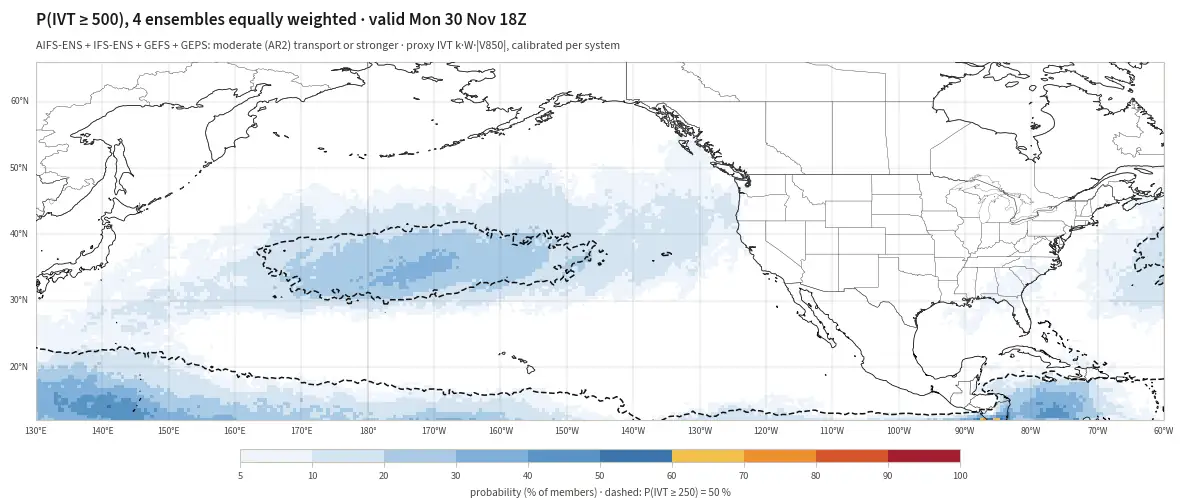 P(IVT ≥ 500), 4 ensembles equally weighted · valid Mon 30 Nov 18Z
AIFS-ENS + IFS-ENS + GEFS + GEPS: moderate (AR2) transport or stronger · proxy IVT k·W·|V850|, calibrated per system
60°N
50°N
40°N
30°N
20°N
130°E 140°E 150°E 160°E 170°E 180° 170°W 160°W 150°W 140°W 130°W 120°W 110°W 100°W 90°W 80°W 70°W 60°W
5 10 20 30 40 50 60 70 80 90 100
probability (% of members) · dashed: P(IVT ≥ 250) = 50 %